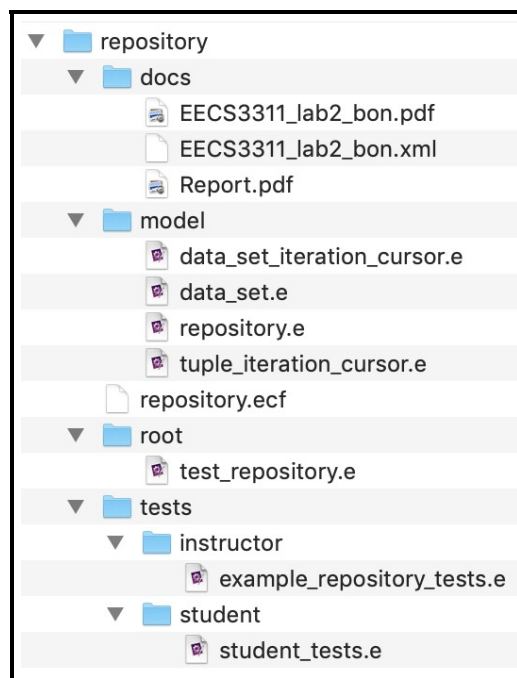 repository
docs
EECS3311_lab2_bon.pdf
EECS3311_lab2_bon.xml
Report.pdf
model
data_set_iteration_cursor.e
data_set.e
repository.e
tuple_iteration_cursor.e
repository.ecf
root
test_repository.e
tests
instructor
example_repository_tests.e
student
student_tests.e